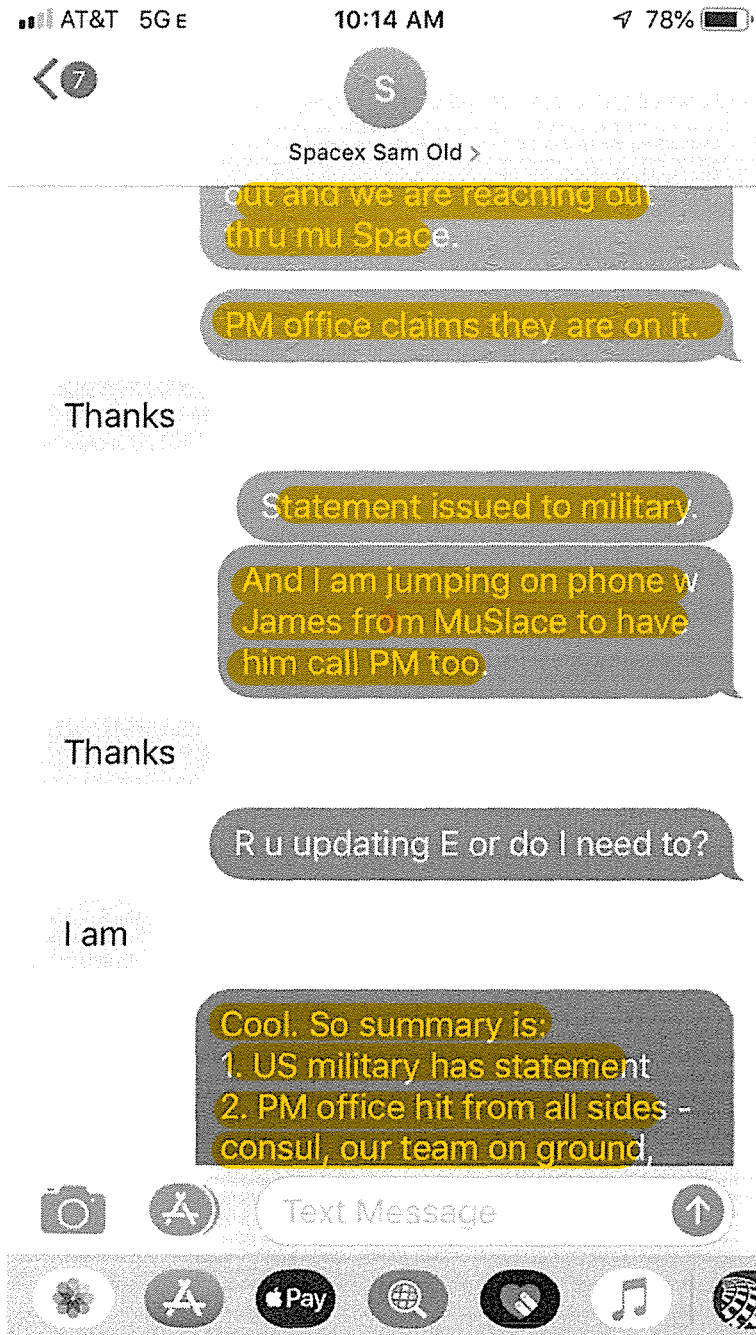 AT&T 5G E 10:14 AM 78%
7
S
Spacex Sam Old >
out and we are reaching out
thru mu Space.
PM office claims they are on it.
Thanks
Statement issued to military.
And I am jumping on phone w
James from MuSlace to have
him call PM too.
Thanks
R u updating E or do I need to?
I am
Cool. So summary is:
1. US military has statement
2. PM office hit from all sides -
consul, our team on ground,
Text Message
Pay